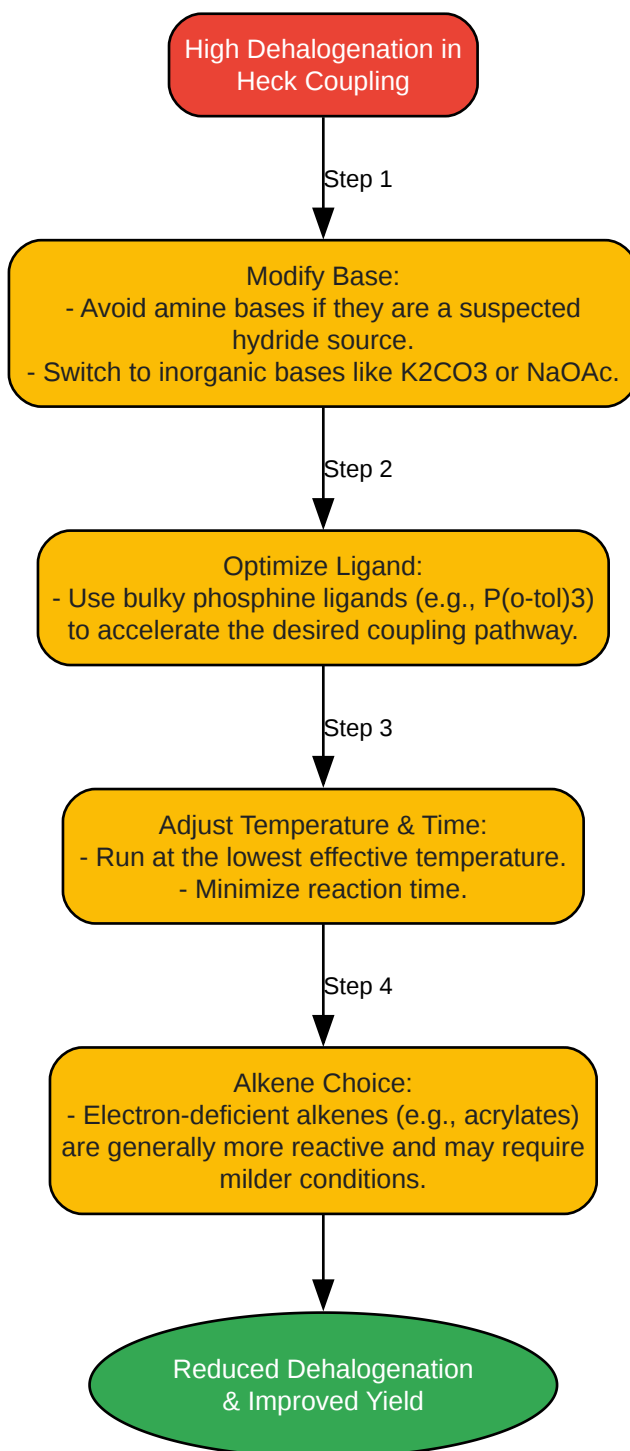 High Dehalogenation in
Heck Coupling
Step 1
Modify Base:
- Avoid amine bases if they are a suspected
hydride source.
- Switch to inorganic bases like K2CO3 or NaOAc.
Step 2
Optimize Ligand:
- Use bulky phosphine ligands (e.g., P(o-tol)3)
to accelerate the desired coupling pathway.
Step 3
Adjust Temperature & Time:
- Run at the lowest effective temperature.
- Minimize reaction time.
Step 4
Alkene Choice:
- Electron-deficient alkenes (e.g., acrylates)
are generally more reactive and may require
milder conditions.
Reduced Dehalogenation
& Improved Yield